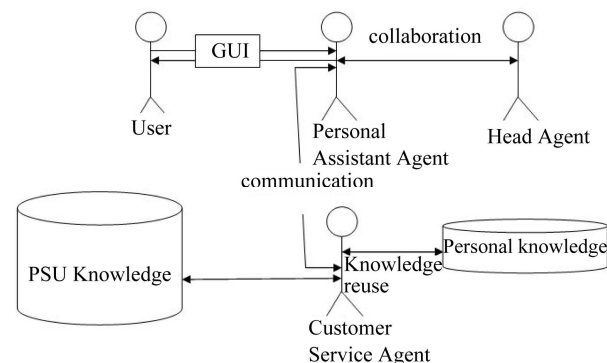 GUI
collaboration
User
Personal
Assistant Agent
Head Agent
communication
PSU Knowledge
Personal knowledge
Knowledge
reuse
Customer
Service Agent